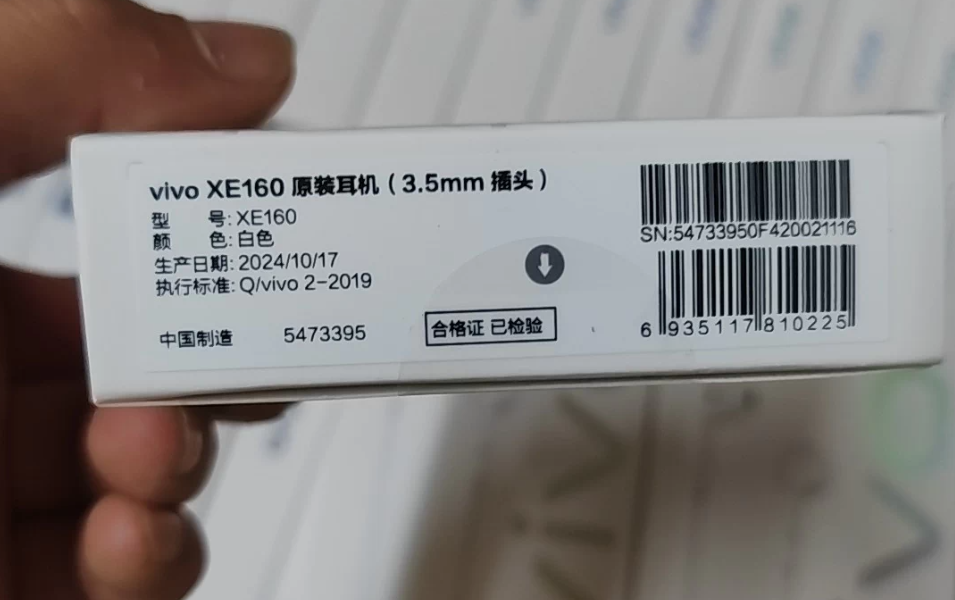 vivo XE160 原装耳机（3.5mm 插头）
型 号: XE160
颜 色: 白色
生产日期: 2024/10/17
执行标准: Q/vivo 2-2019
中国制造 5473395
合格证 已检验
SN:54733950F420021116
6 935117 810225
vivo